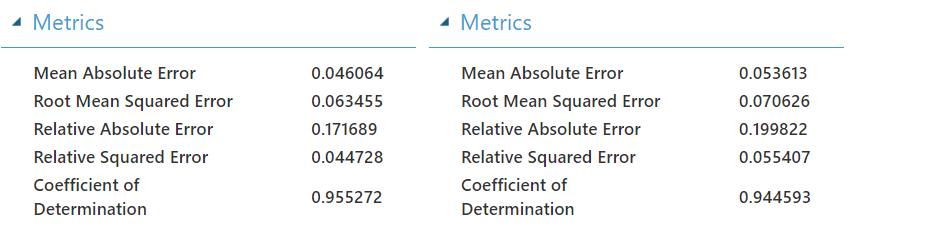 Metrics
Mean Absolute Error 0.046064
Root Mean Squared Error 0.063455
Relative Absolute Error 0.171689
Relative Squared Error 0.044728
Coefficient of
Determination 0.955272
Metrics
Mean Absolute Error 0.053613
Root Mean Squared Error 0.070626
Relative Absolute Error 0.199822
Relative Squared Error 0.055407
Coefficient of
Determination 0.944593